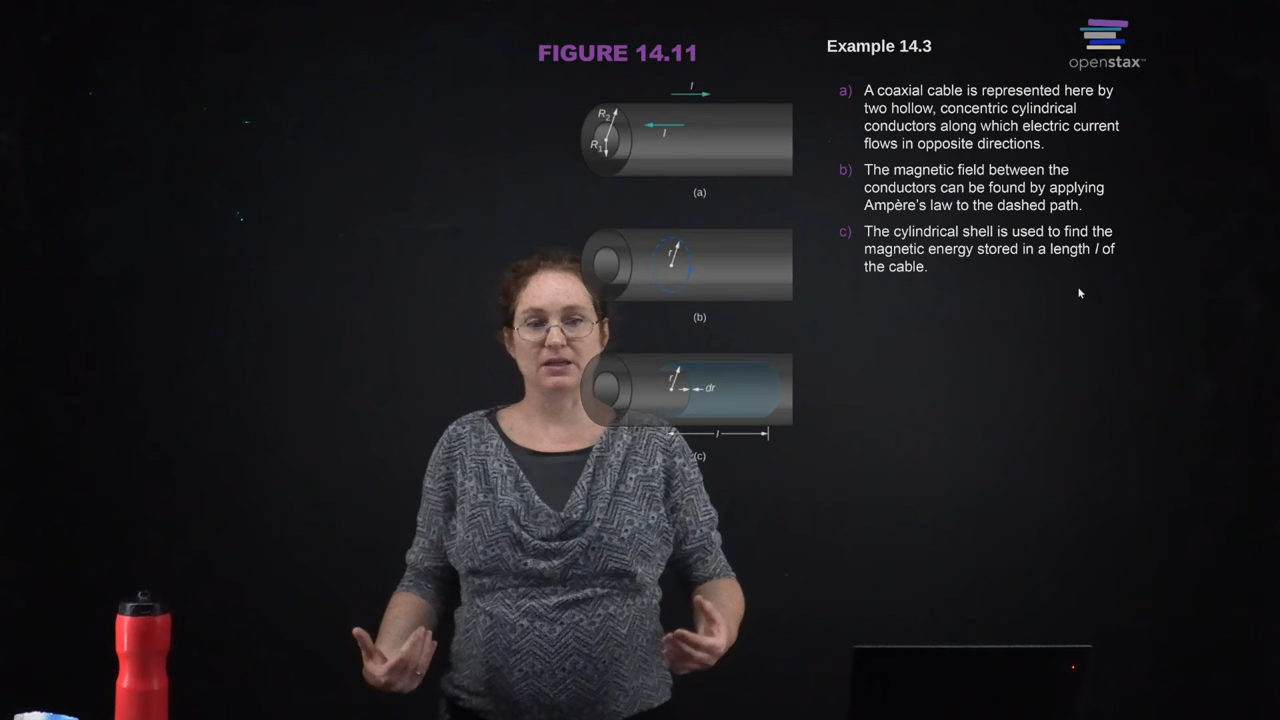 FIGURE 14.11
Example 14.3
openstax™
I
R2
R1
I
(a)
r
(b)
r
dr
l
(c)
a) A coaxial cable is represented here by
two hollow, concentric cylindrical
conductors along which electric current
flows in opposite directions.
b) The magnetic field between the
conductors can be found by applying
Ampère's law to the dashed path.
c) The cylindrical shell is used to find the
magnetic energy stored in a length l of
the cable.